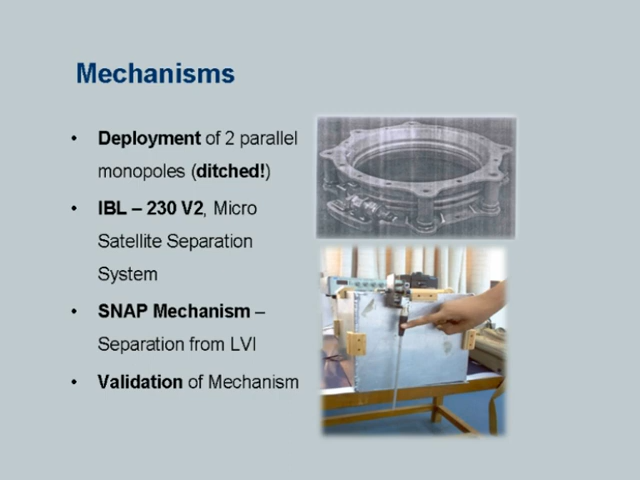 Mechanisms
• Deployment of 2 parallel
monopoles (ditched!)
• IBL – 230 V2, Micro
Satellite Separation
System
• SNAP Mechanism –
Separation from LVI
• Validation of Mechanism